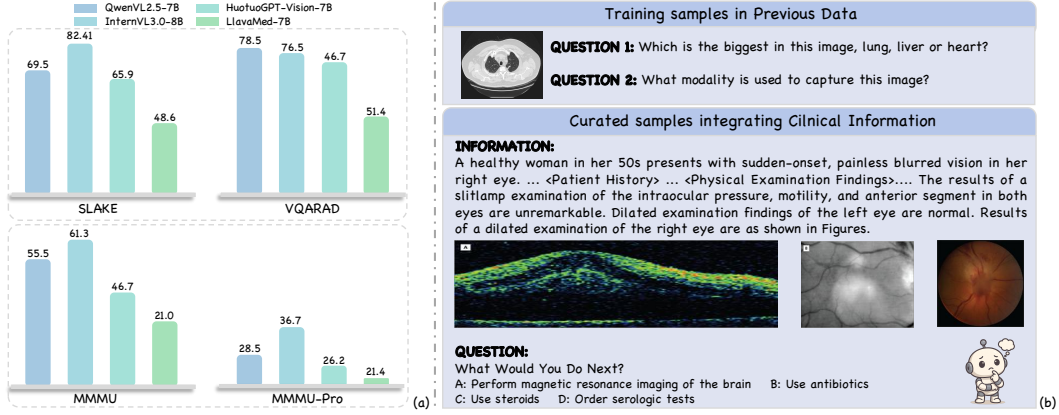 QwenVL2.5-7B
HuotuoGPT-Vision-7B
InternVL3.0-8B
LlavaMed-7B
69.5
82.41
65.9
48.6
SLAKE
78.5
76.5
46.7
51.4
VQARAD
55.5
61.3
46.7
21.0
MMMU
28.5
36.7
26.2
21.4
MMMU-Pro
(a)
Training samples in Previous Data
QUESTION 1: Which is the biggest in this image, lung, liver or heart?
QUESTION 2: What modality is used to capture this image?
Curated samples integrating Cilnical Information
INFORMATION:
A healthy woman in her 50s presents with sudden-onset, painless blurred vision in her
right eye. ... <Patient History> ... <Physical Examination Findings>.... The results of a
slitlamp examination of the intraocular pressure, motility, and anterior segment in both
eyes are unremarkable. Dilated examination findings of the left eye are normal. Results
of a dilated examination of the right eye are as shown in Figures.
A
B
QUESTION:
What Would You Do Next?
A: Perform magnetic resonance imaging of the brain B: Use antibiotics
C: Use steroids D: Order serologic tests
(b)